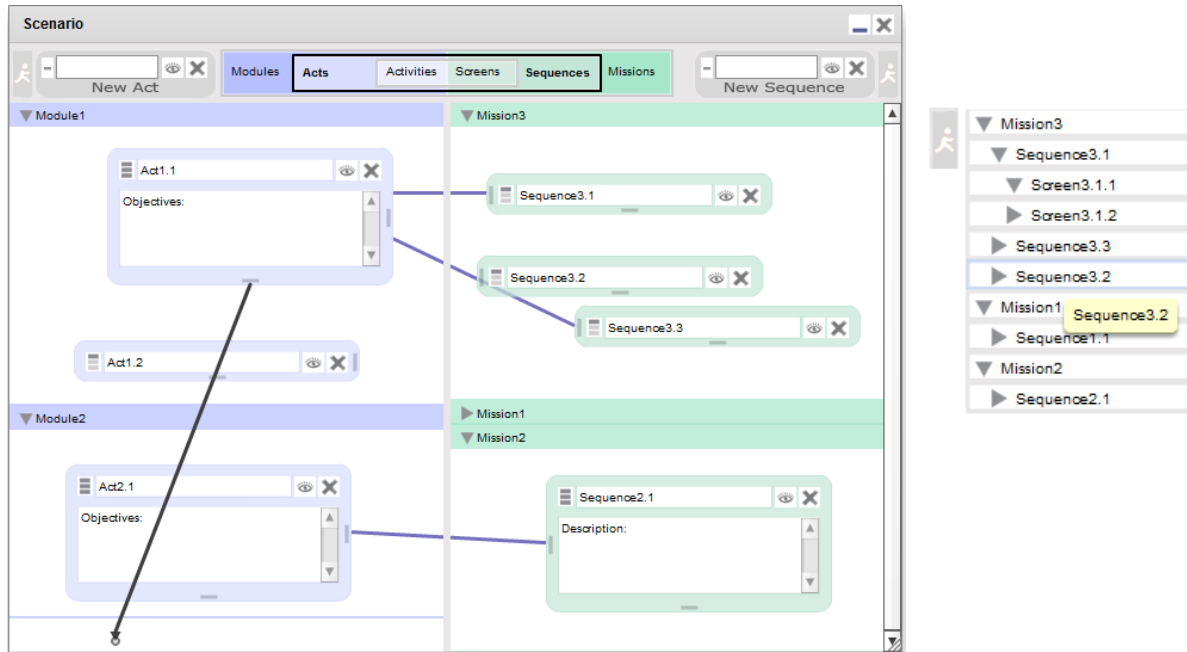 Scenario
Modules Acts Activities Screens Sequences Missions
New Act
New Sequence
Module1
Mission3
Act1.1
Objectives:
Sequence3.1
Sequence3.2
Sequence3.3
Act1.2
Module2
Mission1
Mission2
Act2.1
Objectives:
Sequence2.1
Description:
Mission3
Sequence3.1
Screen3.1.1
Screen3.1.2
Sequence3.3
Sequence3.2
Mission1
Sequence3.2
Sequence1.1
Mission2
Sequence2.1